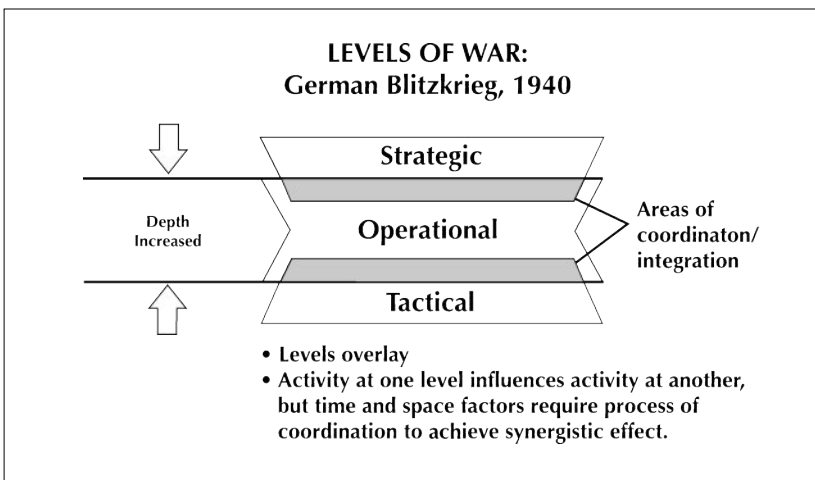 LEVELS OF WAR:
German Blitzkrieg, 1940
Strategic
Depth
Increased
Operational
Areas of
coordinaton/
integration
Tactical
• Levels overlay
• Activity at one level influences activity at another,
but time and space factors require process of
coordination to achieve synergistic effect.